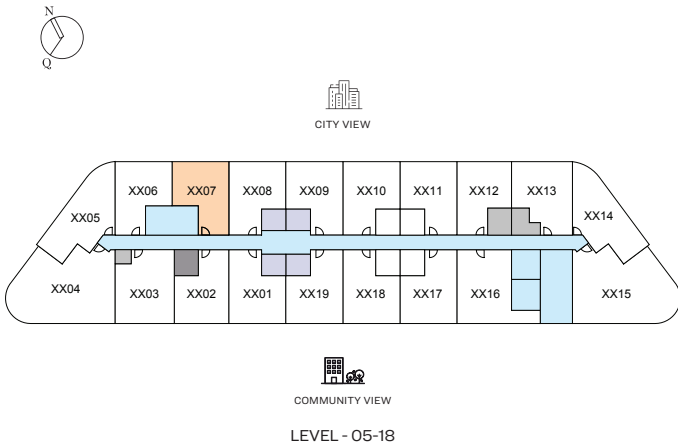 N
Q
CITY VIEW
XX06 XX07 XX08 XX09 XX10 XX11 XX12 XX13
XX05 XX14
XX04 XX15
XX03 XX02 XX01 XX19 XX18 XX17 XX16
COMMUNITY VIEW
LEVEL - 05-18